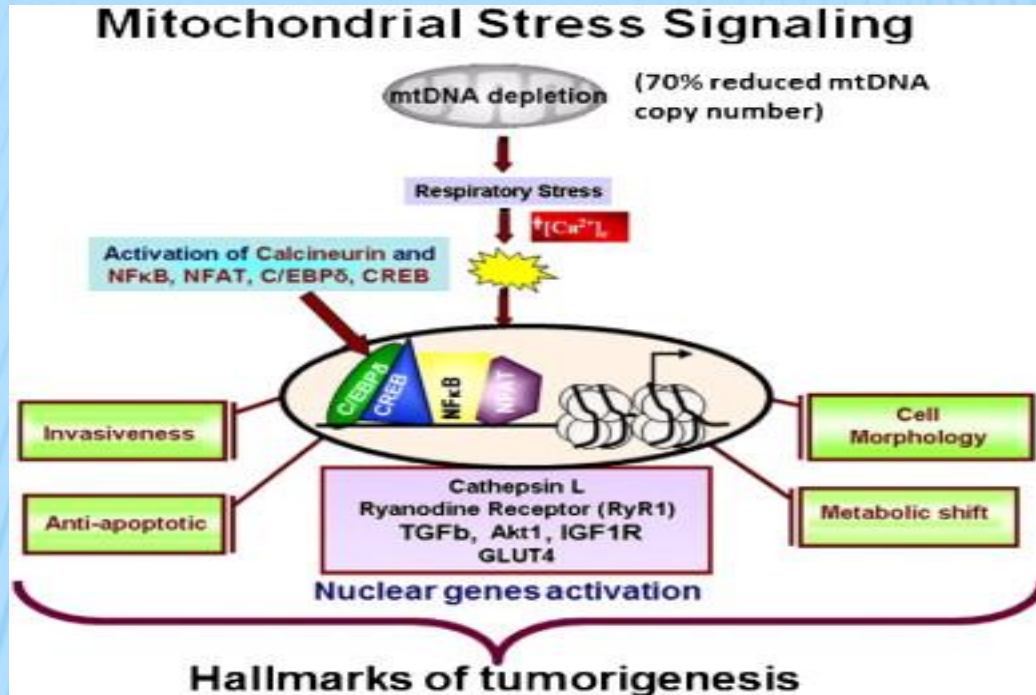 Mitochondrial Stress Signaling
mtDNA depletion
(70% reduced mtDNA
copy number)
Respiratory Stress
↑[Ca²⁺]c
Activation of Calcineurin and
NFκB, NFAT, C/EBPδ, CREB
C/EBPδ
CREB
NFκB
NFAT
Invasiveness
Anti-apoptotic
Cell
Morphology
Metabolic shift
Cathepsin L
Ryanodine Receptor (RyR1)
TGFb, Akt1, IGF1R
GLUT4
Nuclear genes activation
Hallmarks of tumorigenesis